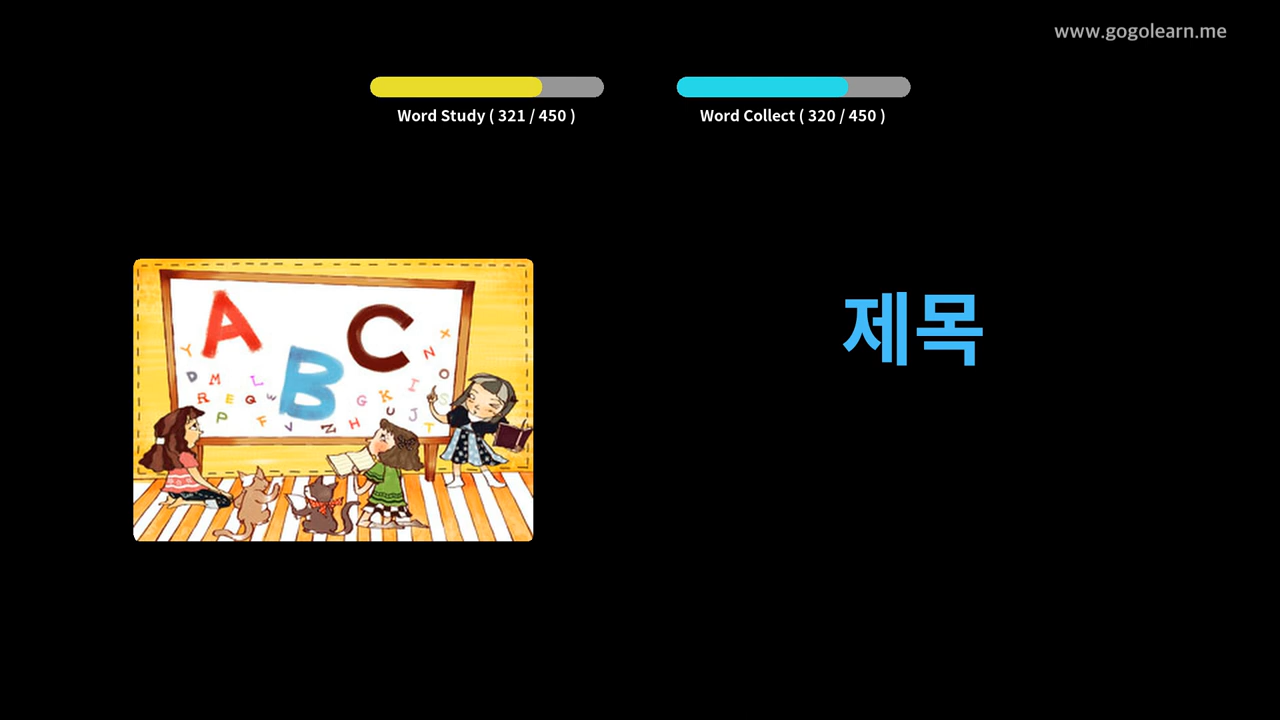 www.gogolearn.me
Word Study ( 321 / 450 )
Word Collect ( 320 / 450 )
제목
A
B
C
Y
X
N
D M L
O
I
R E Q W
G K
S
P
F
V
Z
H
U
J
T